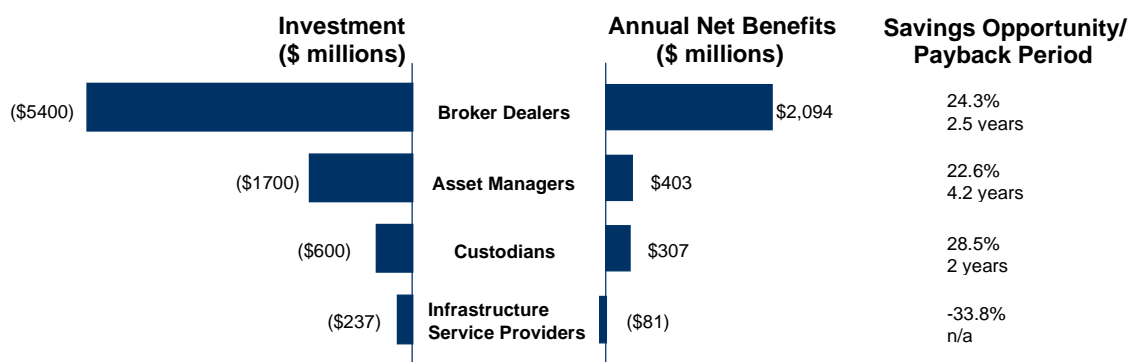 Investment
($ millions)
Annual Net Benefits
($ millions)
Savings Opportunity/
Payback Period
($5400)
Broker Dealers
$2,094
24.3%
2.5 years
($1700)
Asset Managers
$403
22.6%
4.2 years
($600)
Custodians
$307
28.5%
2 years
($237)
Infrastructure
Service Providers
($81)
-33.8%
n/a